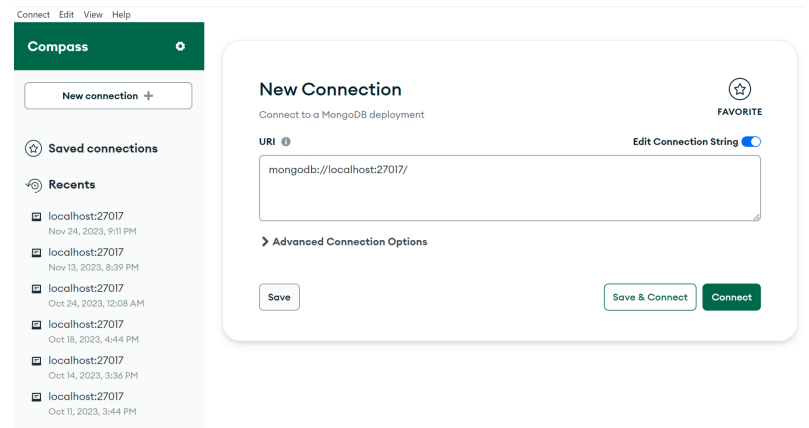 Connect Edit View Help
Compass
New connection +
Saved connections
Recents
localhost:27017
Nov 24, 2023, 9:11 PM
localhost:27017
Nov 13, 2023, 8:39 PM
localhost:27017
Oct 24, 2023, 12:08 AM
localhost:27017
Oct 18, 2023, 4:44 PM
localhost:27017
Oct 14, 2023, 3:36 PM
localhost:27017
Oct 11, 2023, 3:44 PM
New Connection
Connect to a MongoDB deployment
FAVORITE
URI
Edit Connection String
mongodb://localhost:27017/
Advanced Connection Options
Save
Save & Connect
Connect